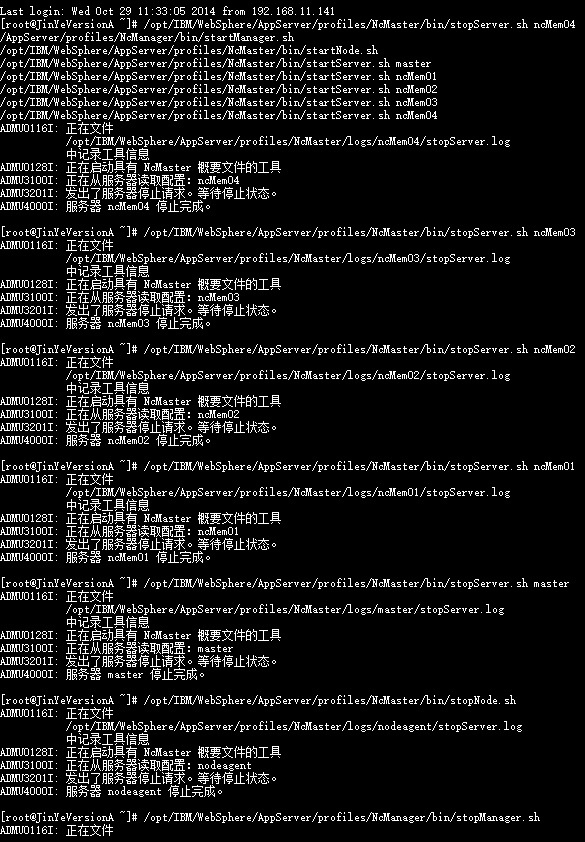 Last login: Wed Oct 29 11:33:05 2014 from 192.168.11.141
[root@JinYeVersionA ~]# /opt/IBM/WebSphere/AppServer/profiles/NcMaster/bin/stopServer.sh ncMem04
/AppServer/profiles/NcManager/bin/startManager.sh
/opt/IBM/WebSphere/AppServer/profiles/NcMaster/bin/startNode.sh
/opt/IBM/WebSphere/AppServer/profiles/NcMaster/bin/startServer.sh master
/opt/IBM/WebSphere/AppServer/profiles/NcMaster/bin/startServer.sh ncMem01
/opt/IBM/WebSphere/AppServer/profiles/NcMaster/bin/startServer.sh ncMem02
/opt/IBM/WebSphere/AppServer/profiles/NcMaster/bin/startServer.sh ncMem03
/opt/IBM/WebSphere/AppServer/profiles/NcMaster/bin/startServer.sh ncMem04
ADMU0116I: 正在文件
/opt/IBM/WebSphere/AppServer/profiles/NcMaster/logs/ncMem04/stopServer.log
中记录工具信息
ADMU0128I: 正在启动具有 NcMaster 概要文件的工具
ADMU3100I: 正在从服务器读取配置: ncMem04
ADMU3201I: 发出了服务器停止请求。等待停止状态。
ADMU4000I: 服务器 ncMem04 停止完成。
[root@JinYeVersionA ~]# /opt/IBM/WebSphere/AppServer/profiles/NcMaster/bin/stopServer.sh ncMem03
ADMU0116I: 正在文件
/opt/IBM/WebSphere/AppServer/profiles/NcMaster/logs/ncMem03/stopServer.log
中记录工具信息
ADMU0128I: 正在启动具有 NcMaster 概要文件的工具
ADMU3100I: 正在从服务器读取配置: ncMem03
ADMU3201I: 发出了服务器停止请求。等待停止状态。
ADMU4000I: 服务器 ncMem03 停止完成。
[root@JinYeVersionA ~]# /opt/IBM/WebSphere/AppServer/profiles/NcMaster/bin/stopServer.sh ncMem02
ADMU0116I: 正在文件
/opt/IBM/WebSphere/AppServer/profiles/NcMaster/logs/ncMem02/stopServer.log
中记录工具信息
ADMU0128I: 正在启动具有 NcMaster 概要文件的工具
ADMU3100I: 正在从服务器读取配置: ncMem02
ADMU3201I: 发出了服务器停止请求。等待停止状态。
ADMU4000I: 服务器 ncMem02 停止完成。
[root@JinYeVersionA ~]# /opt/IBM/WebSphere/AppServer/profiles/NcMaster/bin/stopServer.sh ncMem01
ADMU0116I: 正在文件
/opt/IBM/WebSphere/AppServer/profiles/NcMaster/logs/ncMem01/stopServer.log
中记录工具信息
ADMU0128I: 正在启动具有 NcMaster 概要文件的工具
ADMU3100I: 正在从服务器读取配置: ncMem01
ADMU3201I: 发出了服务器停止请求。等待停止状态。
ADMU4000I: 服务器 ncMem01 停止完成。
[root@JinYeVersionA ~]# /opt/IBM/WebSphere/AppServer/profiles/NcMaster/bin/stopServer.sh master
ADMU0116I: 正在文件
/opt/IBM/WebSphere/AppServer/profiles/NcMaster/logs/master/stopServer.log
中记录工具信息
ADMU0128I: 正在启动具有 NcMaster 概要文件的工具
ADMU3100I: 正在从服务器读取配置: master
ADMU3201I: 发出了服务器停止请求。等待停止状态。
ADMU4000I: 服务器 master 停止完成。
[root@JinYeVersionA ~]# /opt/IBM/WebSphere/AppServer/profiles/NcMaster/bin/stopNode.sh
ADMU0116I: 正在文件
/opt/IBM/WebSphere/AppServer/profiles/NcMaster/logs/nodeagent/stopServer.log
中记录工具信息
ADMU0128I: 正在启动具有 NcMaster 概要文件的工具
ADMU3100I: 正在从服务器读取配置: nodeagent
ADMU3201I: 发出了服务器停止请求。等待停止状态。
ADMU4000I: 服务器 nodeagent 停止完成。
[root@JinYeVersionA ~]# /opt/IBM/WebSphere/AppServer/profiles/NcManager/bin/stopManager.sh
ADMU0116I: 正在文件